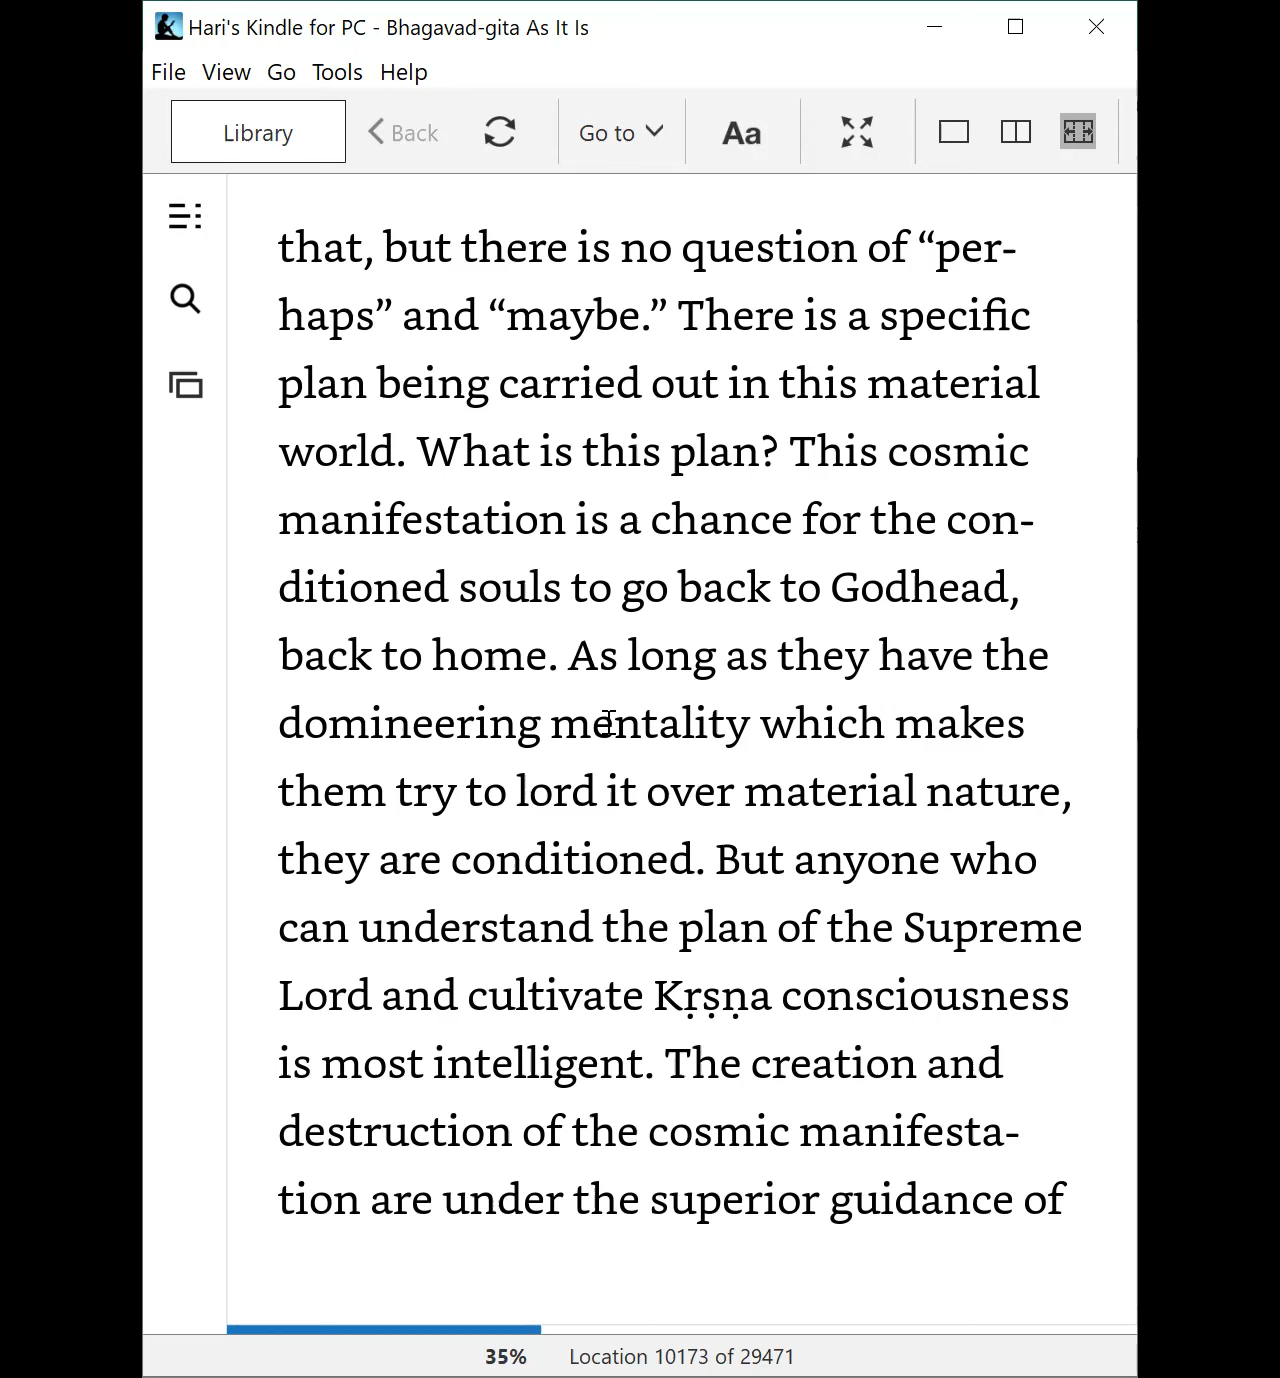 Hari's Kindle for PC - Bhagavad-gita As It Is
File View Go Tools Help
Library Back Go to Aa
that, but there is no question of “per-
haps” and “maybe.” There is a specific
plan being carried out in this material
world. What is this plan? This cosmic
manifestation is a chance for the con-
ditioned souls to go back to Godhead,
back to home. As long as they have the
domineering mentality which makes
them try to lord it over material nature,
they are conditioned. But anyone who
can understand the plan of the Supreme
Lord and cultivate Kṛṣṇa consciousness
is most intelligent. The creation and
destruction of the cosmic manifesta-
tion are under the superior guidance of
35% Location 10173 of 29471